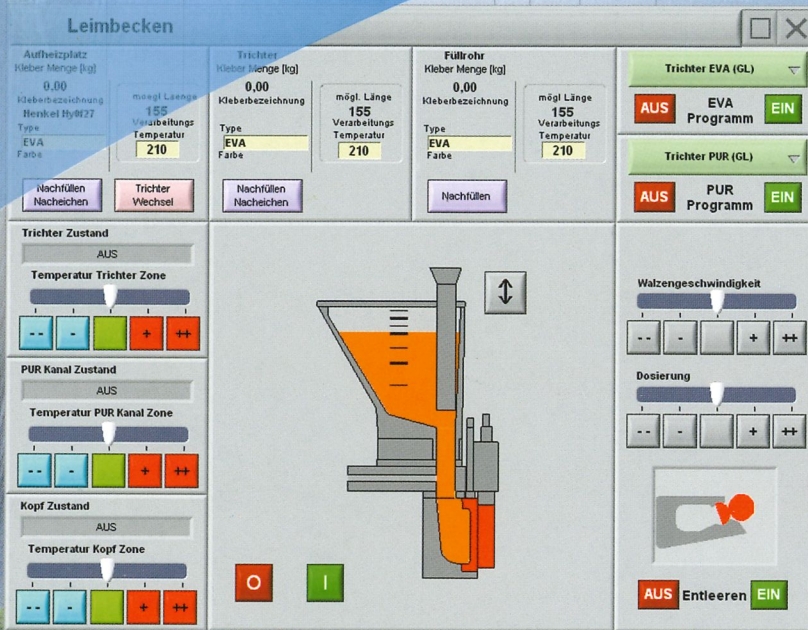 Leimbecken
Aufheizplatz
Kleber Menge [kg]
0,00
Kleberbezeichnung
Henkel Hy0f27
Type
EVA
Farbe
moegl Laenge
155
Verarbeitungs
Temperatur
210
Nachfüllen
Nacheichen
Trichter
Wechsel
Trichter
Kleber Menge [kg]
0,00
Kleberbezeichnung
Type
EVA
Farbe
mögl. Länge
155
Verarbeitungs
Temperatur
210
Nachfüllen
Nacheichen
Füllrohr
Kleber Menge [kg]
0,00
Kleberbezeichnung
Type
EVA
Farbe
mögl Länge
155
Verarbeitungs
Temperatur
210
Nachfüllen
Trichter EVA (GL)
AUS EVA Programm EIN
Trichter PUR (GL)
AUS PUR Programm EIN
Trichter Zustand
AUS
Temperatur Trichter Zone
-- - + ++
PUR Kanal Zustand
AUS
Temperatur PUR Kanal Zone
-- - + ++
Kopf Zustand
AUS
Temperatur Kopf Zone
-- - + ++
O I
Walzengeschwindigkeit
-- - + ++
Dosierung
-- - + ++
AUS Entleeren EIN